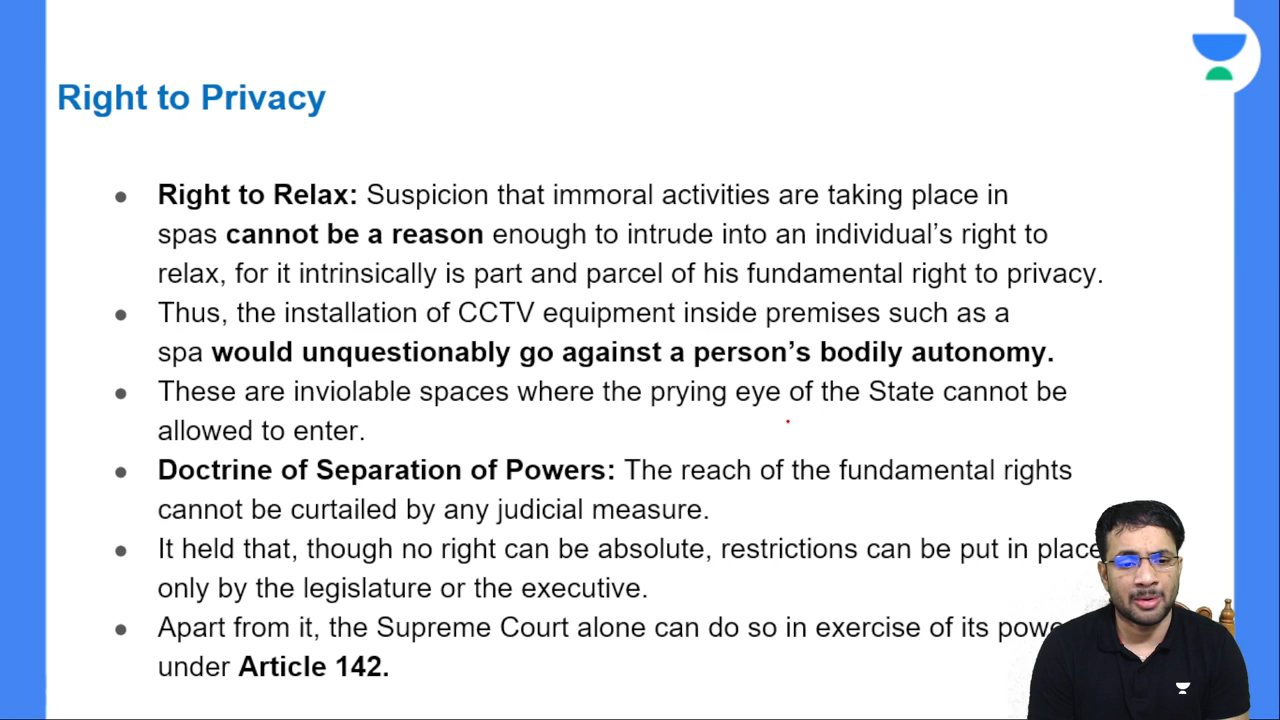 Right to Privacy
Right to Relax: Suspicion that immoral activities are taking place in
spas cannot be a reason enough to intrude into an individual’s right to
relax, for it intrinsically is part and parcel of his fundamental right to privacy.
Thus, the installation of CCTV equipment inside premises such as a
spa would unquestionably go against a person’s bodily autonomy.
These are inviolable spaces where the prying eye of the State cannot be
allowed to enter.
Doctrine of Separation of Powers: The reach of the fundamental rights
cannot be curtailed by any judicial measure.
It held that, though no right can be absolute, restrictions can be put in place
only by the legislature or the executive.
Apart from it, the Supreme Court alone can do so in exercise of its
under Article 142.